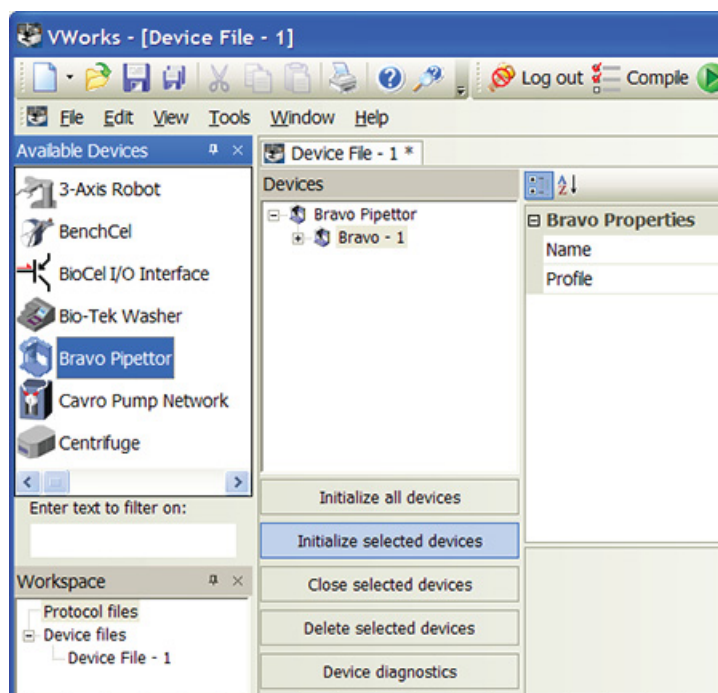 VWorks - [Device File - 1]
Log out Compile
File Edit View Tools Window Help
Available Devices
3-Axis Robot
BenchCel
BioCel I/O Interface
Bio-Tek Washer
Bravo Pipettor
Cavro Pump Network
Centrifuge
Enter text to filter on:
Workspace
Protocol files
Device files
Device File - 1
Device File - 1 *
Devices
Bravo Pipettor
Bravo - 1
Initialize all devices
Initialize selected devices
Close selected devices
Delete selected devices
Device diagnostics
Bravo Properties
Name
Profile